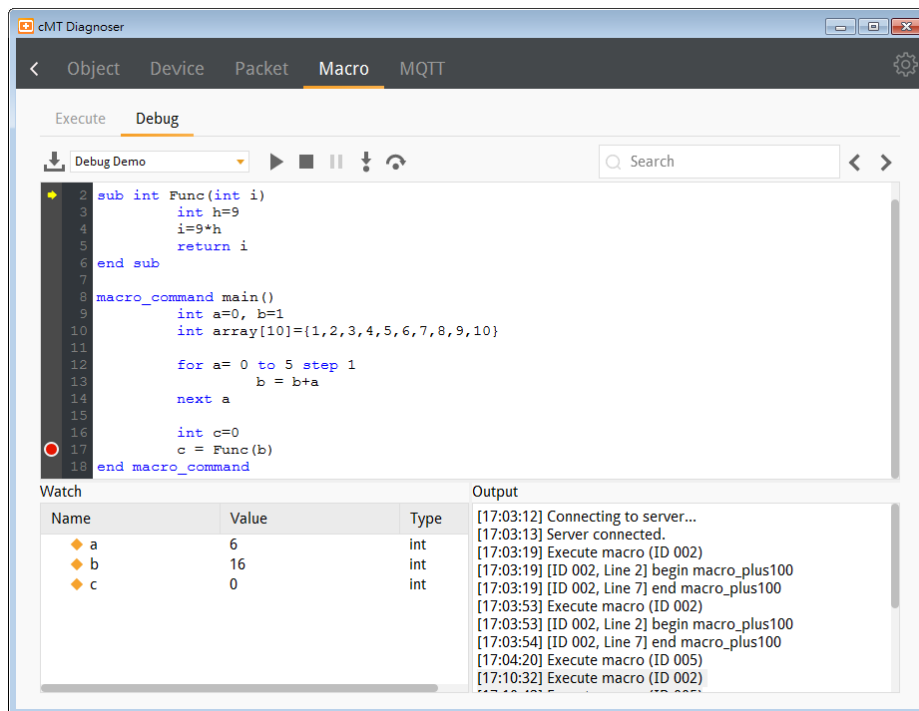 cMT Diagnoser
Object Device Packet Macro MQTT
Execute Debug
Debug Demo Search
2 sub int Func(int i)
3 int h=9
4 i=9*h
5 return i
6 end sub
7
8 macro_command main()
9 int a=0, b=1
10 int array[10]={1,2,3,4,5,6,7,8,9,10}
11
12 for a= 0 to 5 step 1
13 b = b+a
14 next a
15
16 int c=0
17 c = Func(b)
18 end macro_command
Watch
Name Value Type
a 6 int
b 16 int
c 0 int
Output
[17:03:12] Connecting to server...
[17:03:13] Server connected.
[17:03:19] Execute macro (ID 002)
[17:03:19] [ID 002, Line 2] begin macro_plus100
[17:03:19] [ID 002, Line 7] end macro_plus100
[17:03:53] Execute macro (ID 002)
[17:03:53] [ID 002, Line 2] begin macro_plus100
[17:03:54] [ID 002, Line 7] end macro_plus100
[17:04:20] Execute macro (ID 005)
[17:10:32] Execute macro (ID 002)